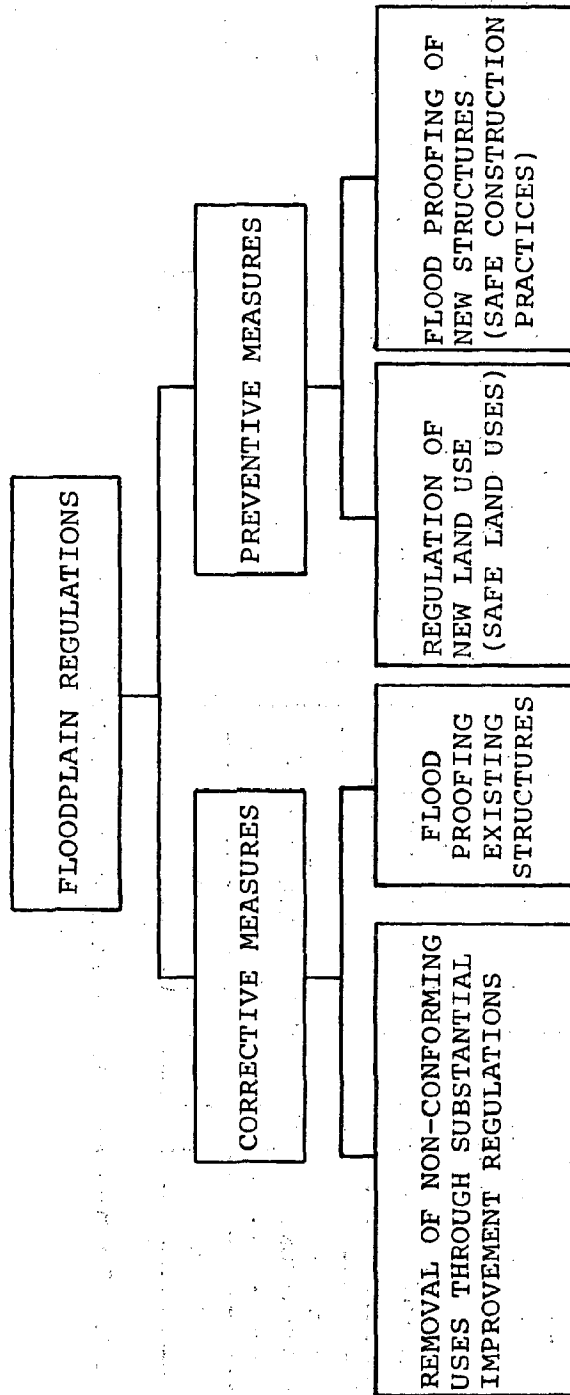 FLOODPLAIN REGULATIONS
CORRECTIVE MEASURES
PREVENTIVE MEASURES
REMOVAL OF NON-CONFORMING
USES THROUGH SUBSTANTIAL
IMPROVEMENT REGULATIONS
FLOOD
PROOFING
EXISTING
STRUCTURES
REGULATION OF
NEW LAND USE
(SAFE LAND USES)
FLOOD PROOFING OF
NEW STRUCTURES
(SAFE CONSTRUCTION
PRACTICES)